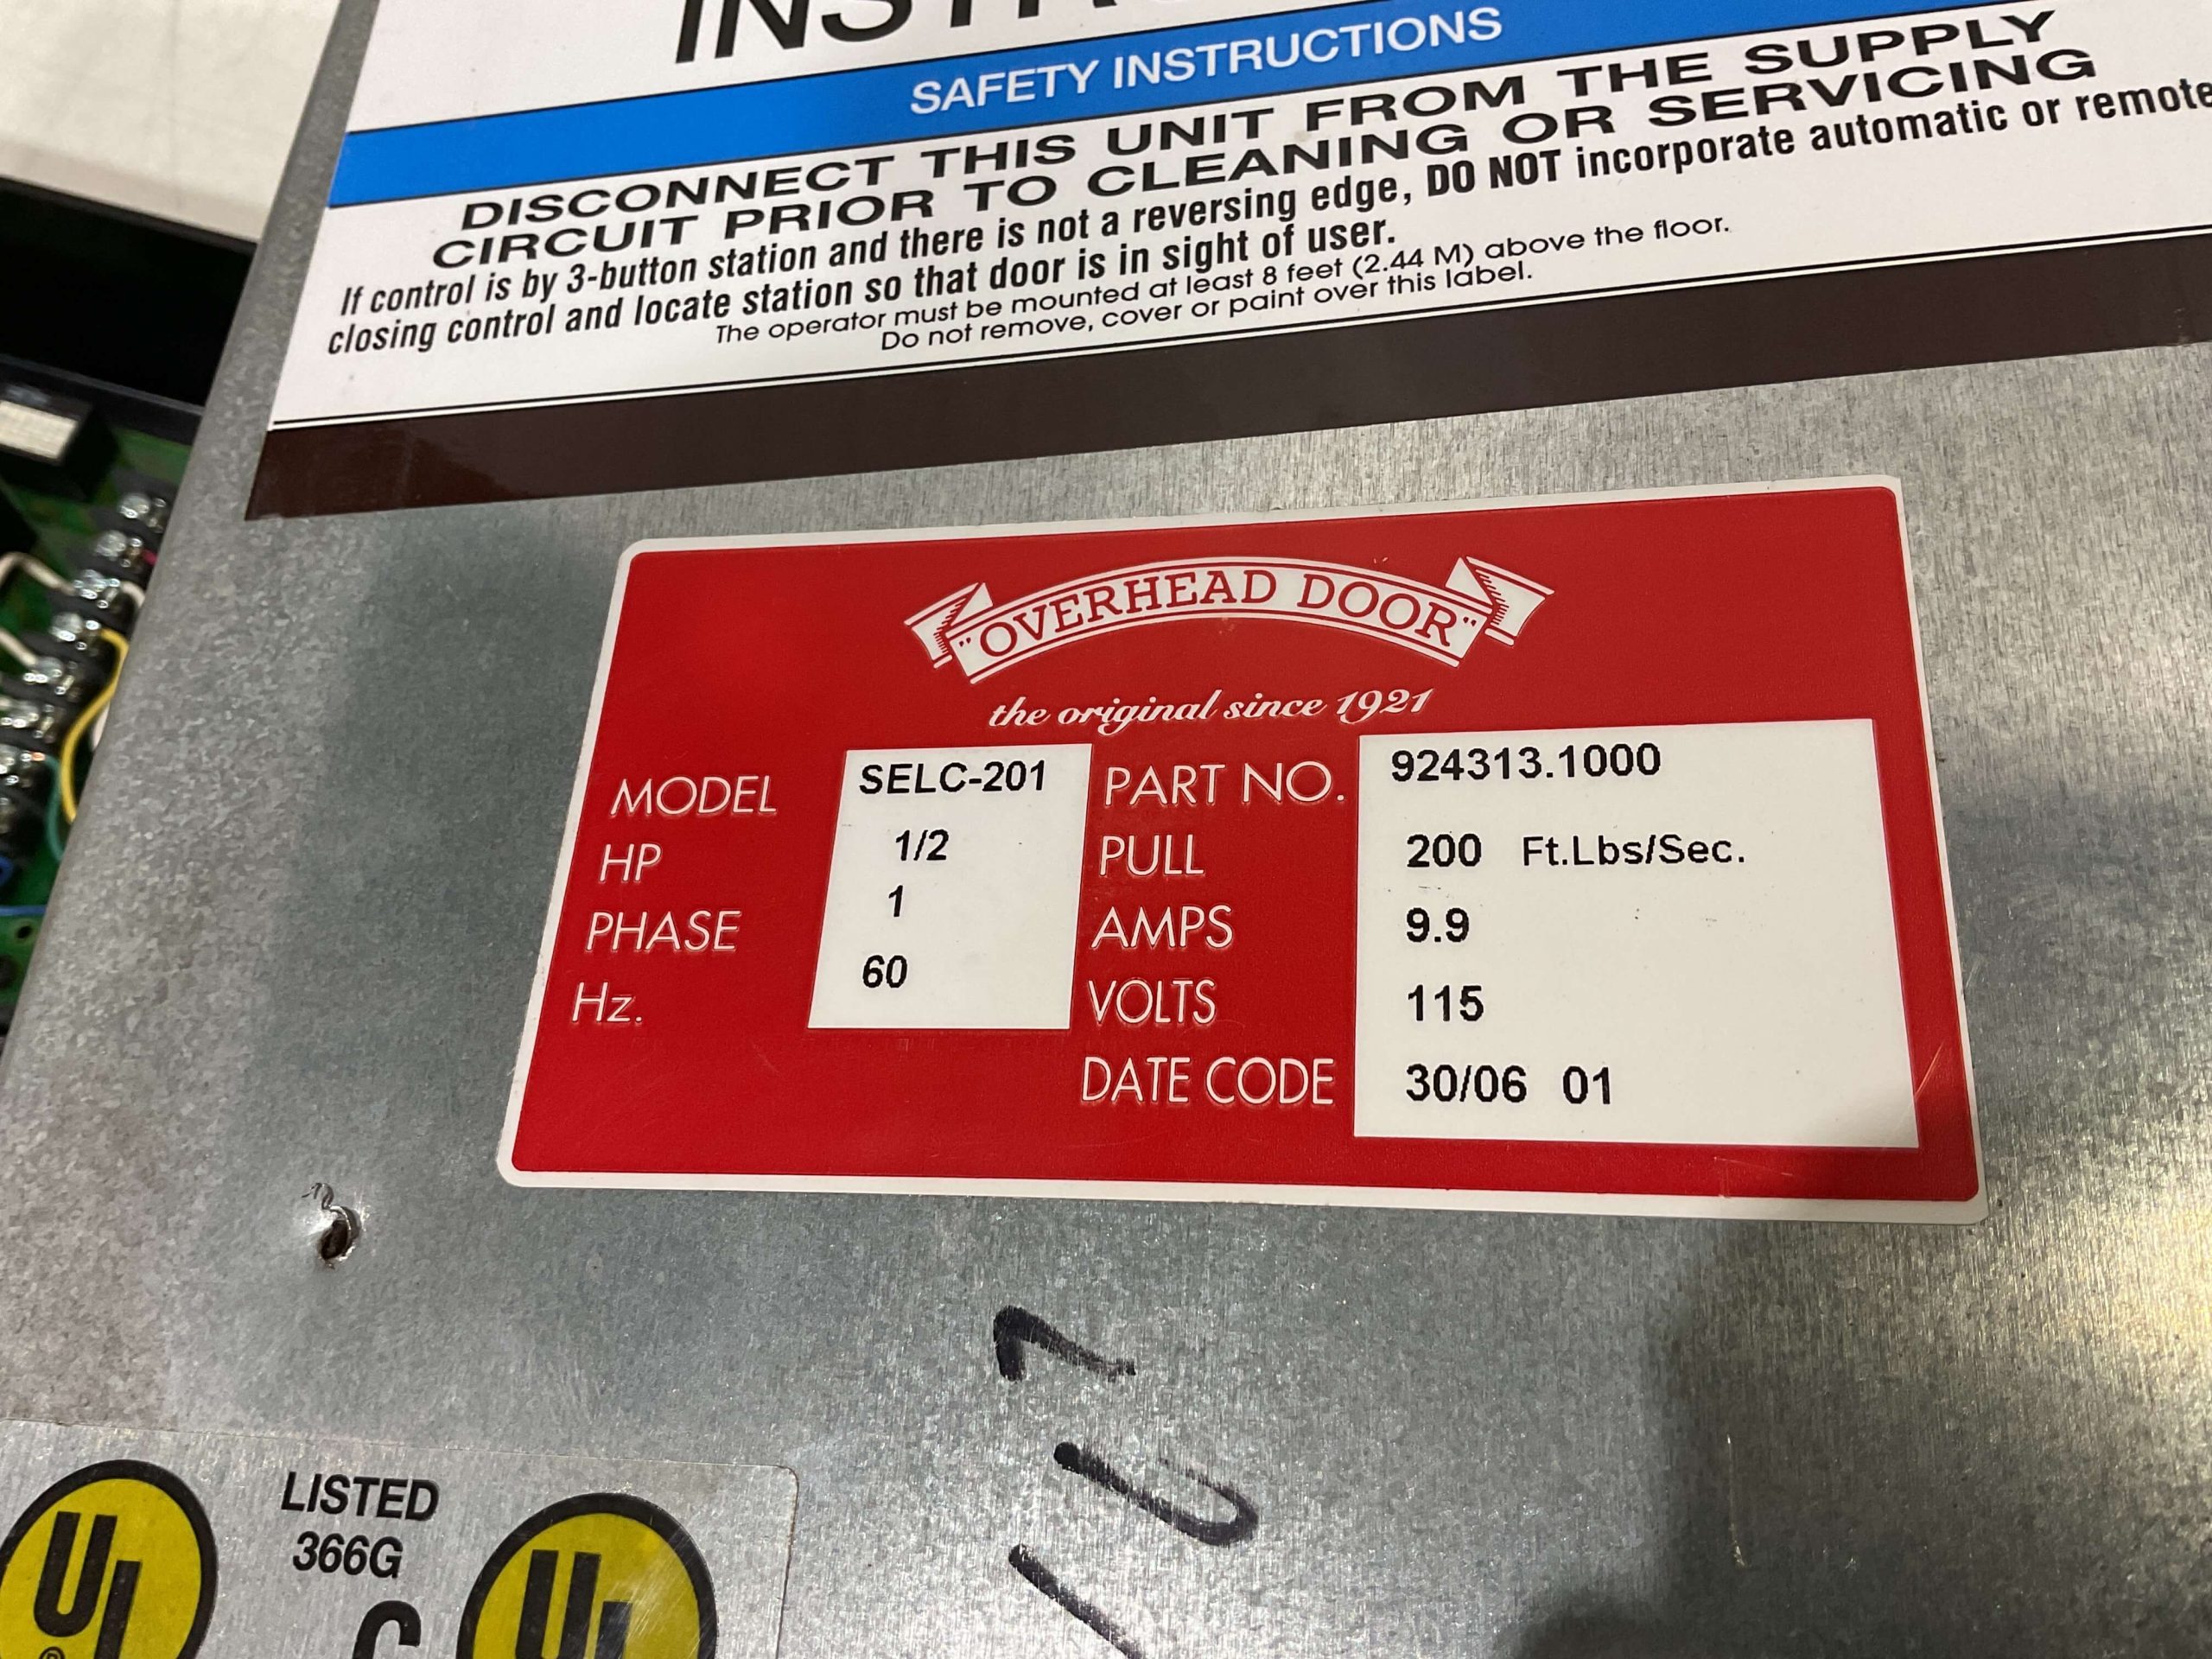 SAFETY INSTRUCTIONS
DISCONNECT THIS UNIT FROM THE SUPPLY
CIRCUIT PRIOR TO CLEANING OR SERVICING
If control is by 3-button station and there is not a reversing edge, DO NOT incorporate automatic or remote
closing control and locate station so that door is in sight of user.
The operator must be mounted at least 8 feet (2.44 M) above the floor.
Do not remove, cover or paint over this label.
"OVERHEAD DOOR"
the original since 1921
MODEL SELC-201 PART NO. 924313.1000
HP 1/2 PULL 200 Ft.Lbs/Sec.
PHASE 1 AMPS 9.9
Hz. 60 VOLTS 115
DATE CODE 30/06 01
LISTED
366G
UL
UL